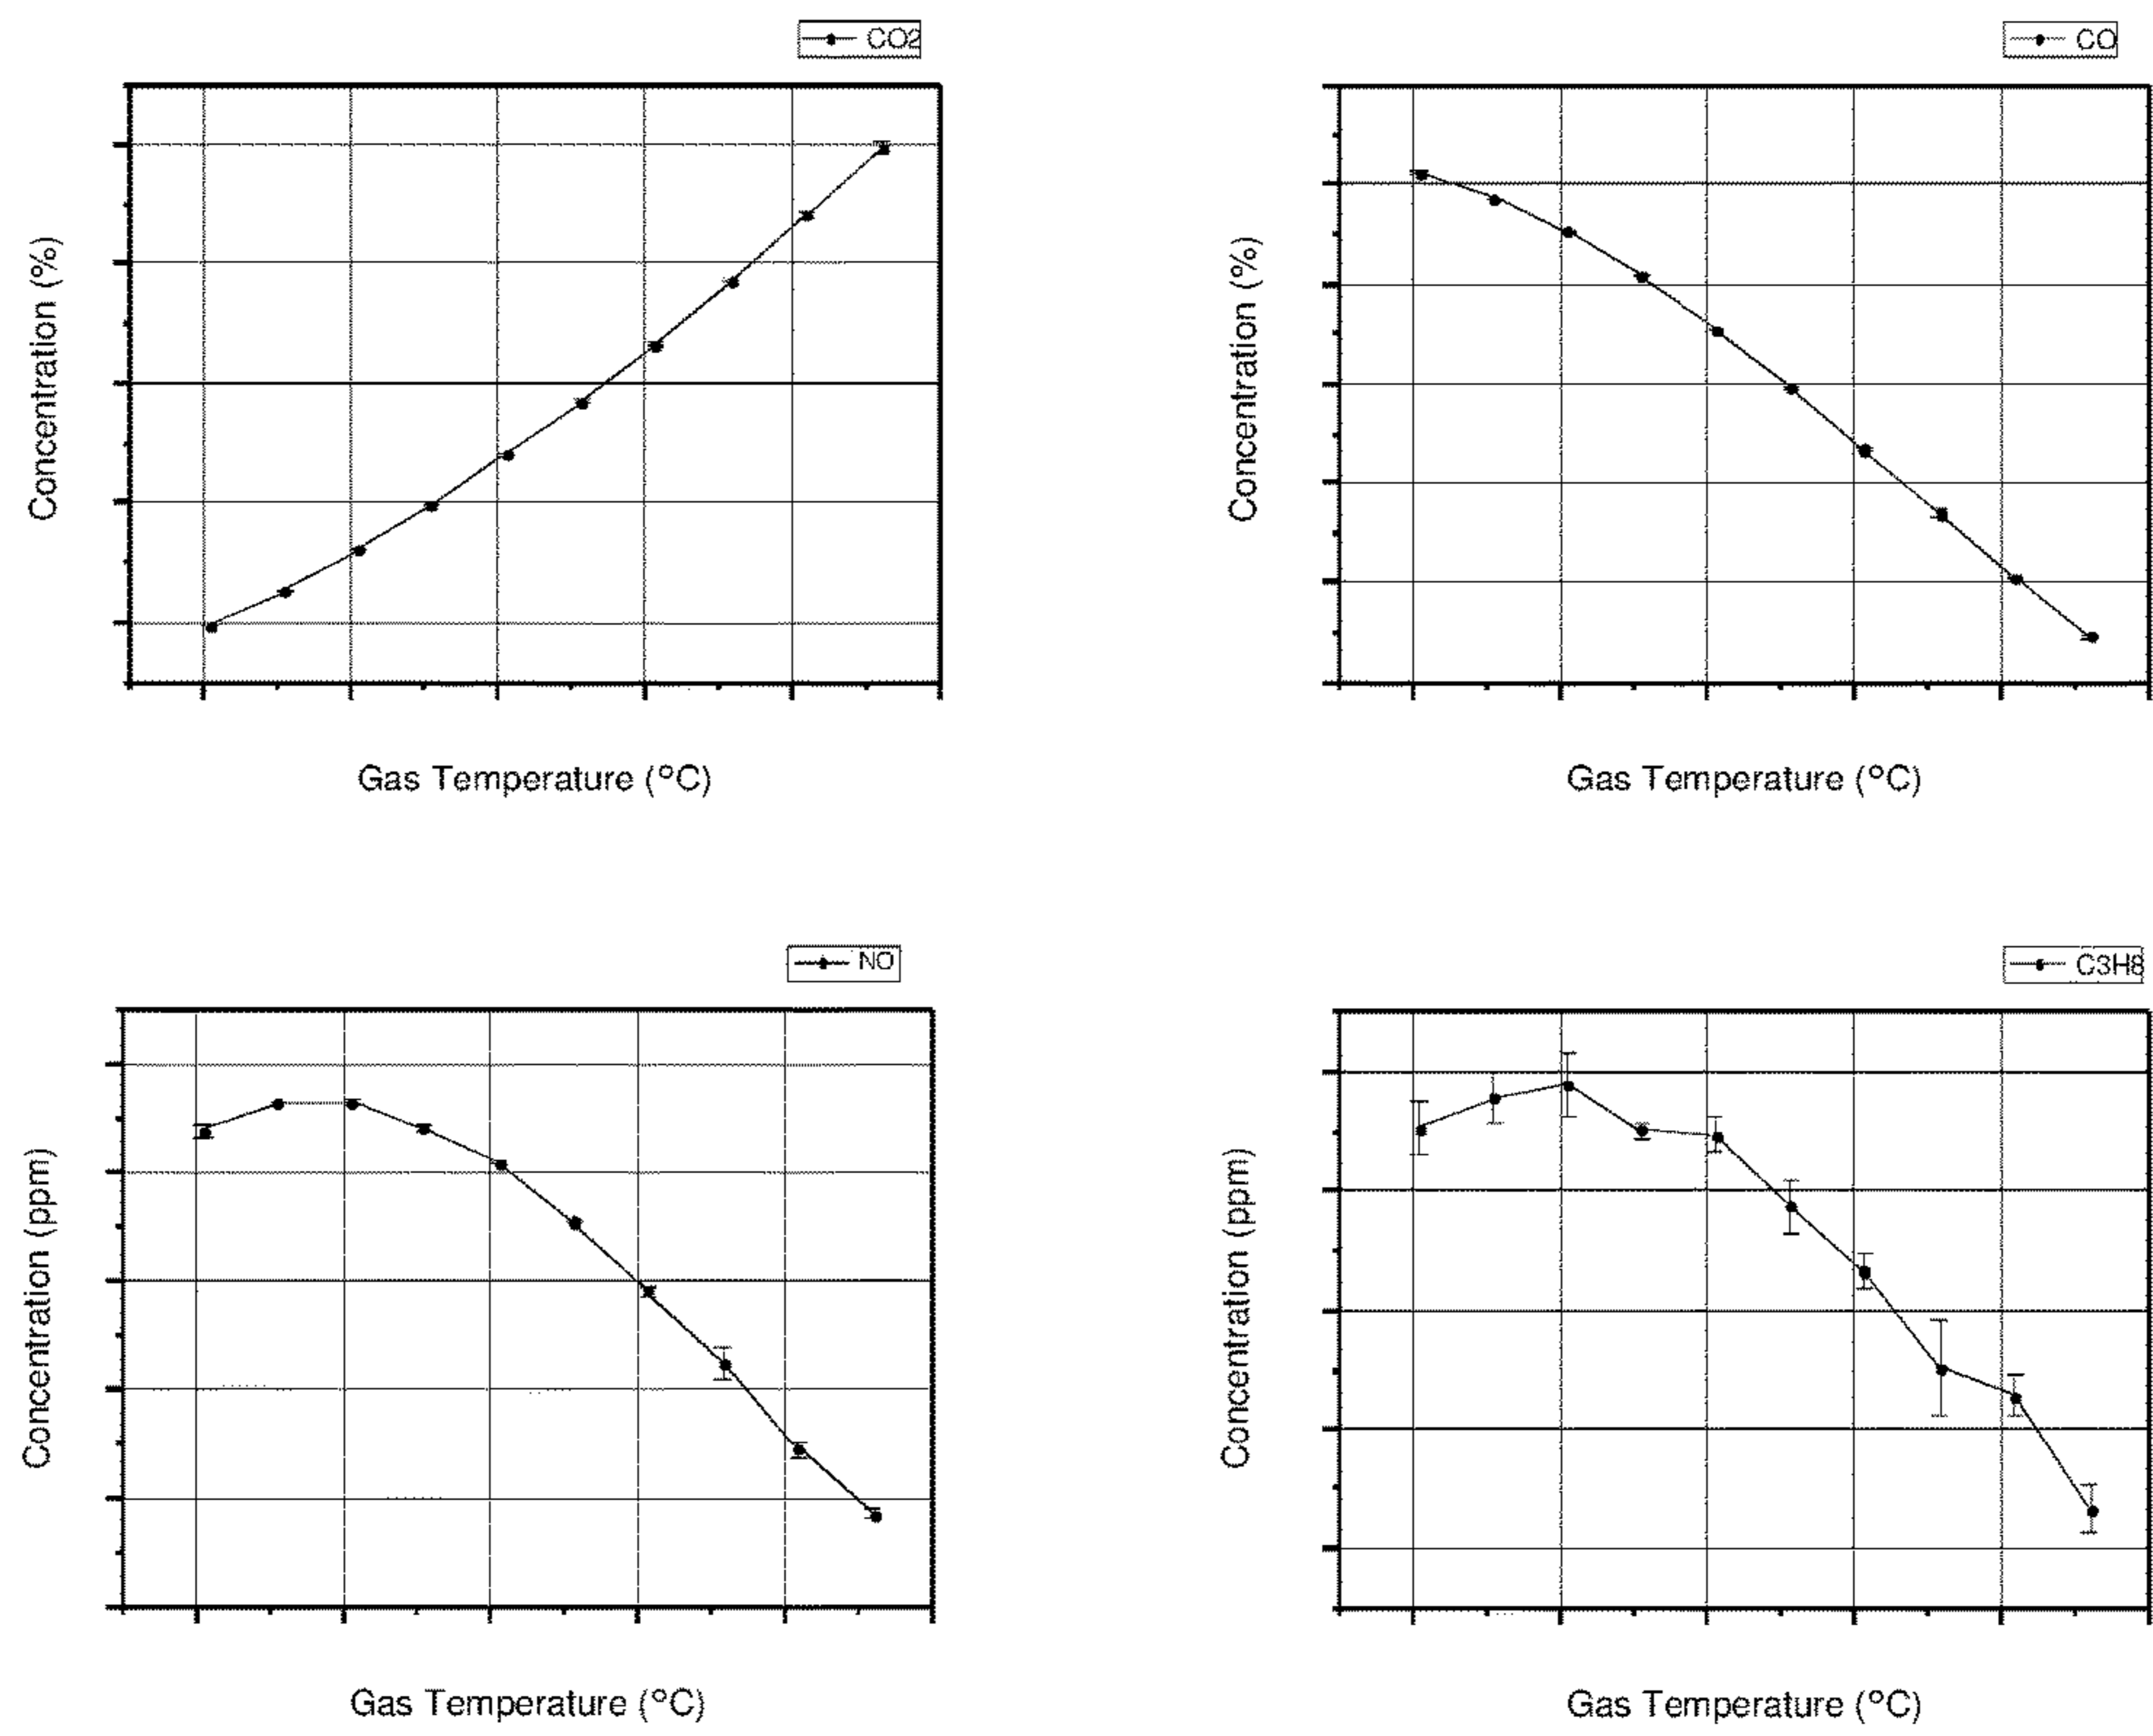 CO2
Concentration (%)
Gas Temperature (°C)
CO
Concentration (%)
Gas Temperature (°C)
NO
Concentration (ppm)
Gas Temperature (°C)
C3H8
Concentration (ppm)
Gas Temperature (°C)